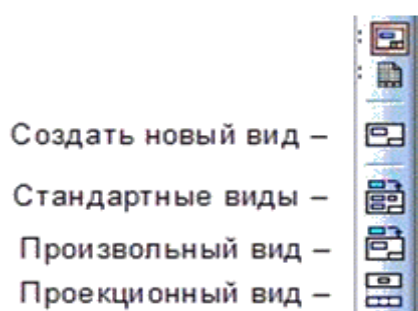 Создать новый вид –
Стандартные виды –
Произвольный вид –
Проекционный вид –